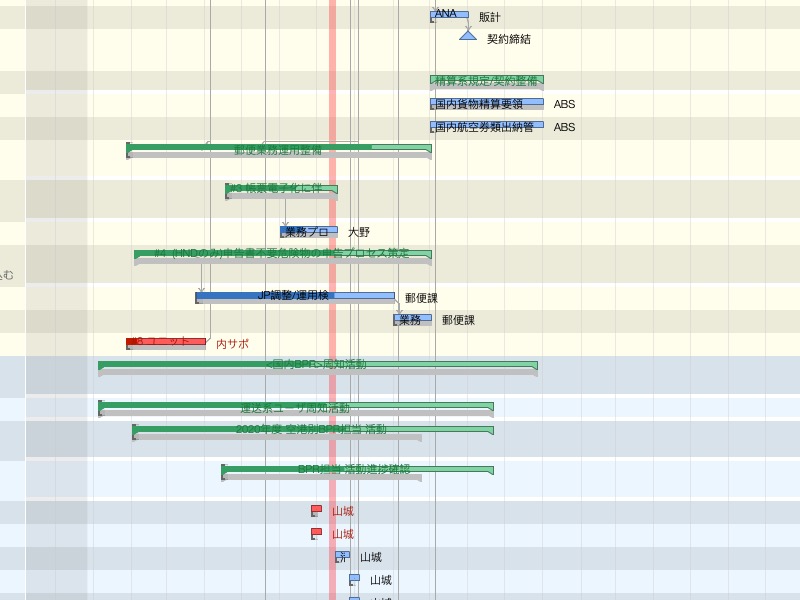 ANA 販計
契約締結
精算系規定/契約整備
国内貨物精算要領 ABS
国内航空券類出納管 ABS
郵便業務運用整備
#3 帳票電子化に伴
業務プロ 大野
#4 (HNDのみ)申告書不要危険物の申告プロセス策定
込む
JP調整/運用検 郵便課
業務 郵便課
内サポ
<国内BPR>周知活動
運送系ユーザ周知活動
2020年度 空港別BPR担当 活動
BPR担当 活動進捗確認
山城
山城
山城
山城